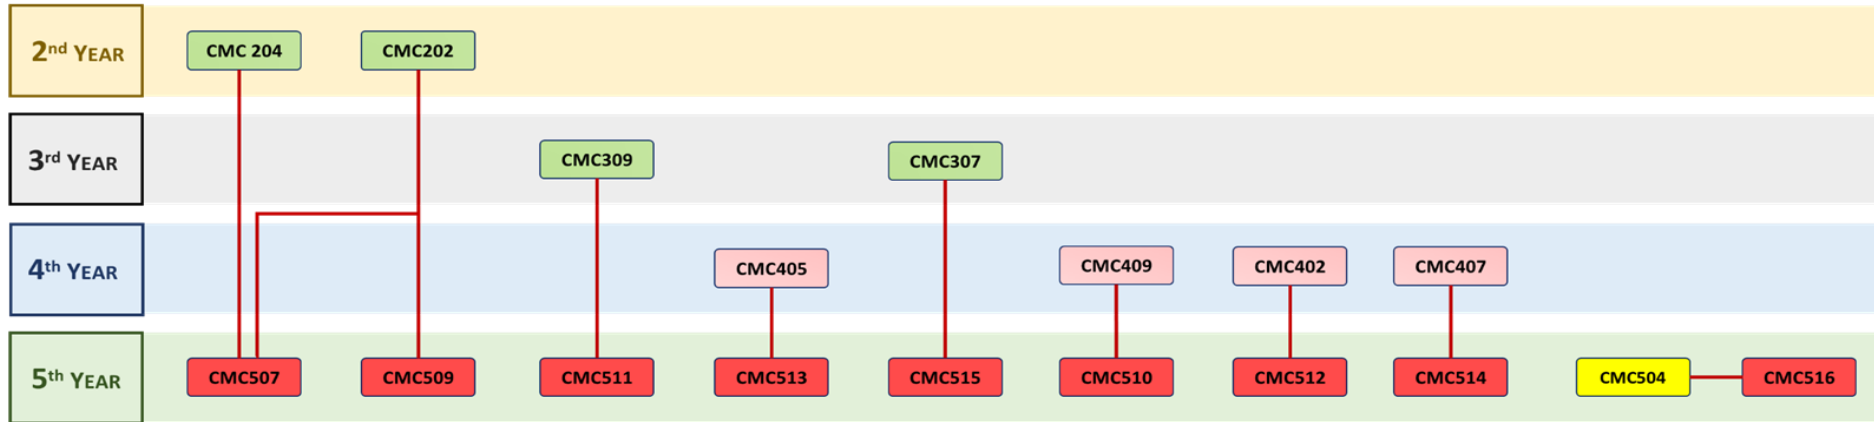 2nd YEAR
CMC 204
CMC202
3rd YEAR
CMC309
CMC307
4th YEAR
CMC405
CMC409
CMC402
CMC407
5th YEAR
CMC507
CMC509
CMC511
CMC513
CMC515
CMC510
CMC512
CMC514
CMC504
CMC516